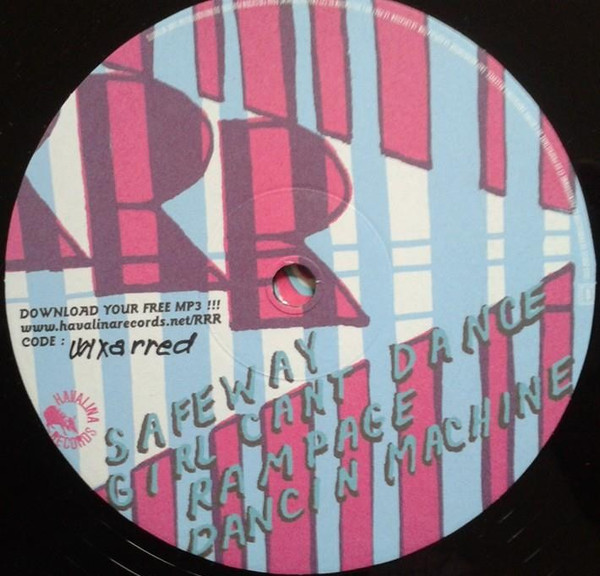 RRR
DOWNLOAD YOUR FREE MP3 !!!
www.havalinarecords.net/RRR
CODE :
HAVALINA RECORDS
SAFEWAY
GIRL CANT DANCE
RAMPAGE
DANCIN MACHINE